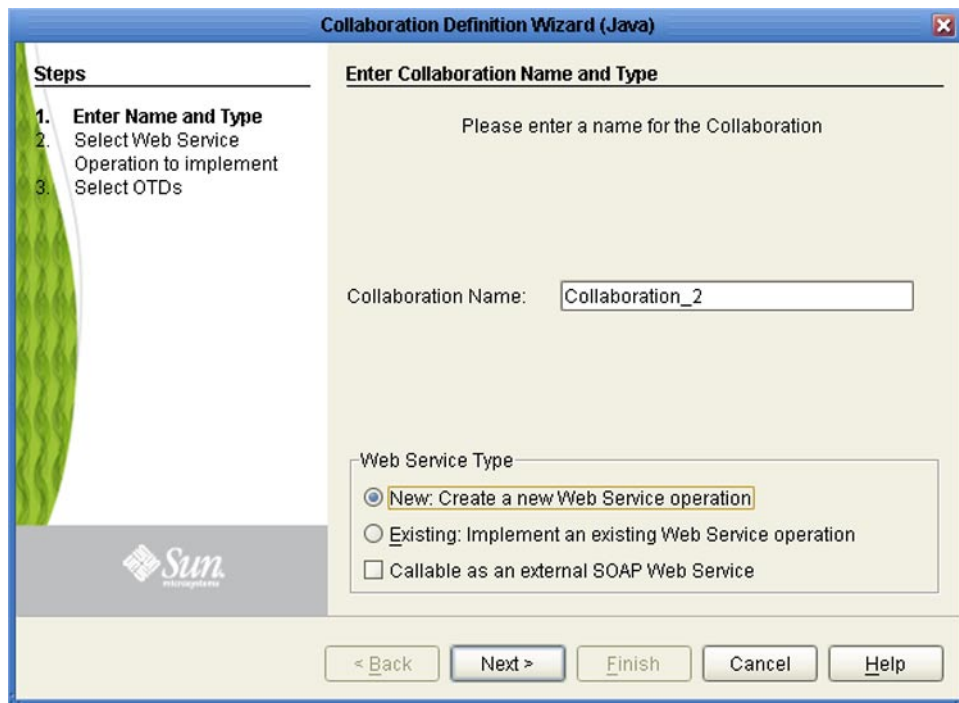 Collaboration Definition Wizard (Java)
Steps
1. Enter Name and Type
2. Select Web Service
Operation to implement
3. Select OTDs
Sun
microsystems
Enter Collaboration Name and Type
Please enter a name for the Collaboration
Collaboration Name: Collaboration_2
Web Service Type
New: Create a new Web Service operation
Existing: Implement an existing Web Service operation
Callable as an external SOAP Web Service
< Back Next > Finish Cancel Help